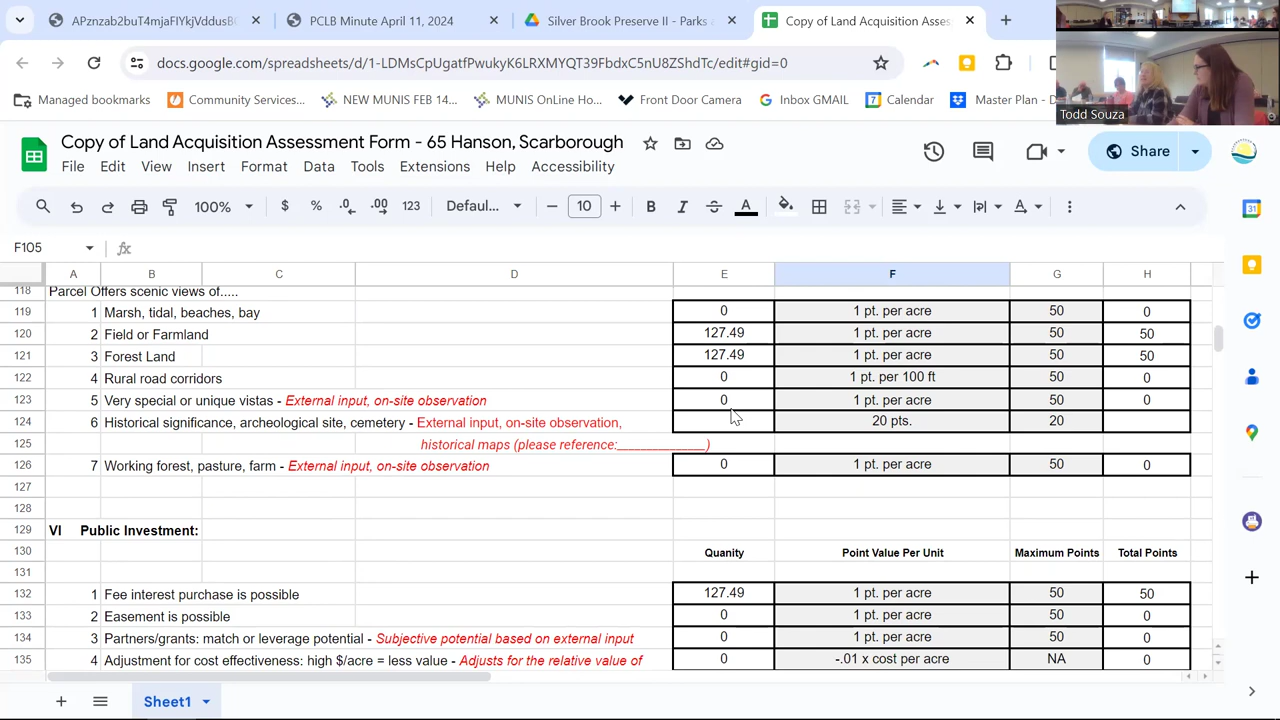 APznzab2buT4mjaFIYkjVddusB
PCLB Minute April 11, 2024
Silver Brook Preserve II - Parks a
Copy of Land Acquisition Asses
docs.google.com/spreadsheets/d/1-LDMsCpUgatfPwukyK6LRXMYQT39FbdxC5nU8ZShdTc/edit#gid=0
Managed bookmarks
Community Services...
NEW MUNIS FEB 14...
MUNIS OnLine Ho...
Front Door Camera
Inbox GMAIL
Calendar
Master Plan - D
Todd Souza
Copy of Land Acquisition Assessment Form - 65 Hanson, Scarborough
File Edit View Insert Format Data Tools Extensions Help Accessibility
Share
100% $ % .0 .00 123 Defaul... 10 B I A
F105 fx
A B C D E F G H
118 Parcel Offers scenic views of.....
119 1 Marsh, tidal, beaches, bay 0 1 pt. per acre 50 0
120 2 Field or Farmland 127.49 1 pt. per acre 50 50
121 3 Forest Land 127.49 1 pt. per acre 50 50
122 4 Rural road corridors 0 1 pt. per 100 ft 50 0
123 5 Very special or unique vistas - External input, on-site observation 0 1 pt. per acre 50 0
124 6 Historical significance, archeological site, cemetery - External input, on-site observation, 20 pts. 20
125 historical maps (please reference:_____________)
126 7 Working forest, pasture, farm - External input, on-site observation 0 1 pt. per acre 50 0
127
128
129 VI Public Investment:
130 Quanity Point Value Per Unit Maximum Points Total Points
131
132 1 Fee interest purchase is possible 127.49 1 pt. per acre 50 50
133 2 Easement is possible 0 1 pt. per acre 50 0
134 3 Partners/grants: match or leverage potential - Subjective potential based on external input 0 1 pt. per acre 50 0
135 4 Adjustment for cost effectiveness: high $/acre = less value - Adjusts for the relative value of 0 -.01 x cost per acre NA 0
Sheet1